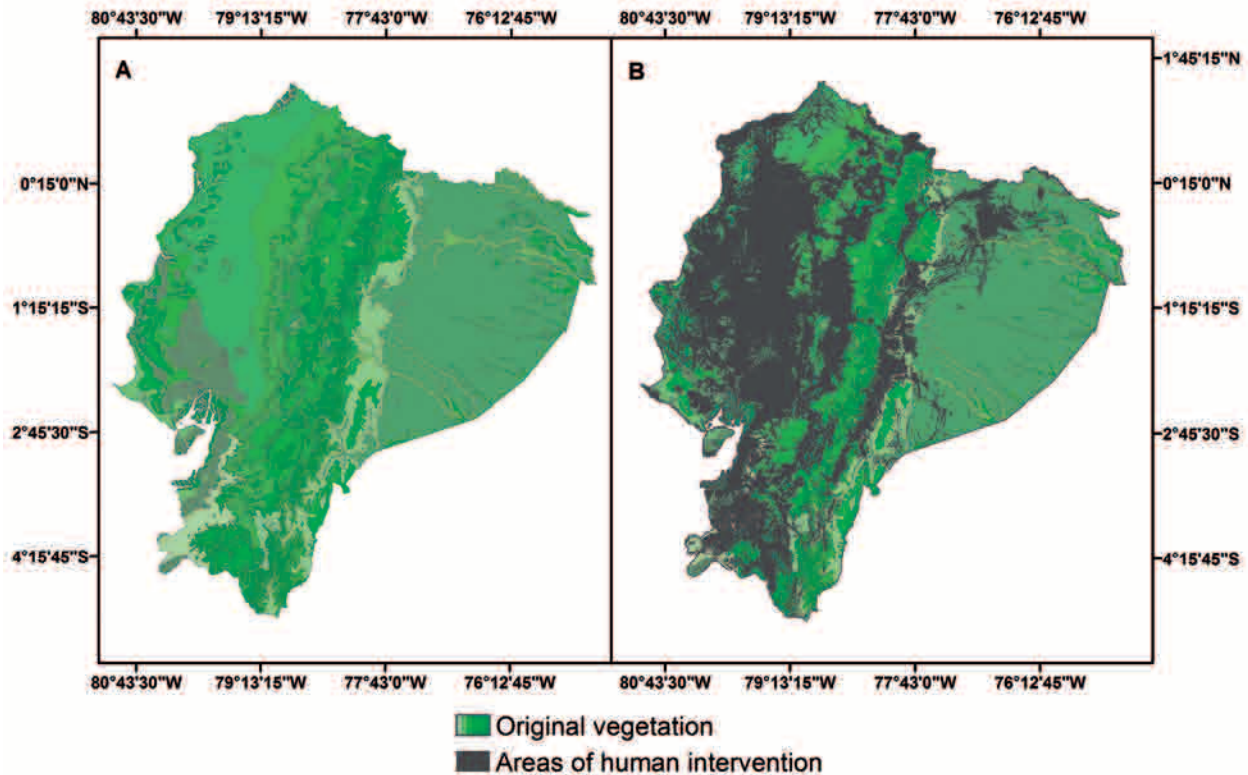 80°43'30"W 79°13'15"W 77°43'0"W 76°12'45"W 80°43'30"W 79°13'15"W 77°43'0"W 76°12'45"W
A B
1°45'15"N
0°15'0"N 0°15'0"N
1°15'15"S 1°15'15"S
2°45'30"S 2°45'30"S
4°15'45"S 4°15'45"S
80°43'30"W 79°13'15"W 77°43'0"W 76°12'45"W 80°43'30"W 79°13'15"W 77°43'0"W 76°12'45"W
Original vegetation
Areas of human intervention